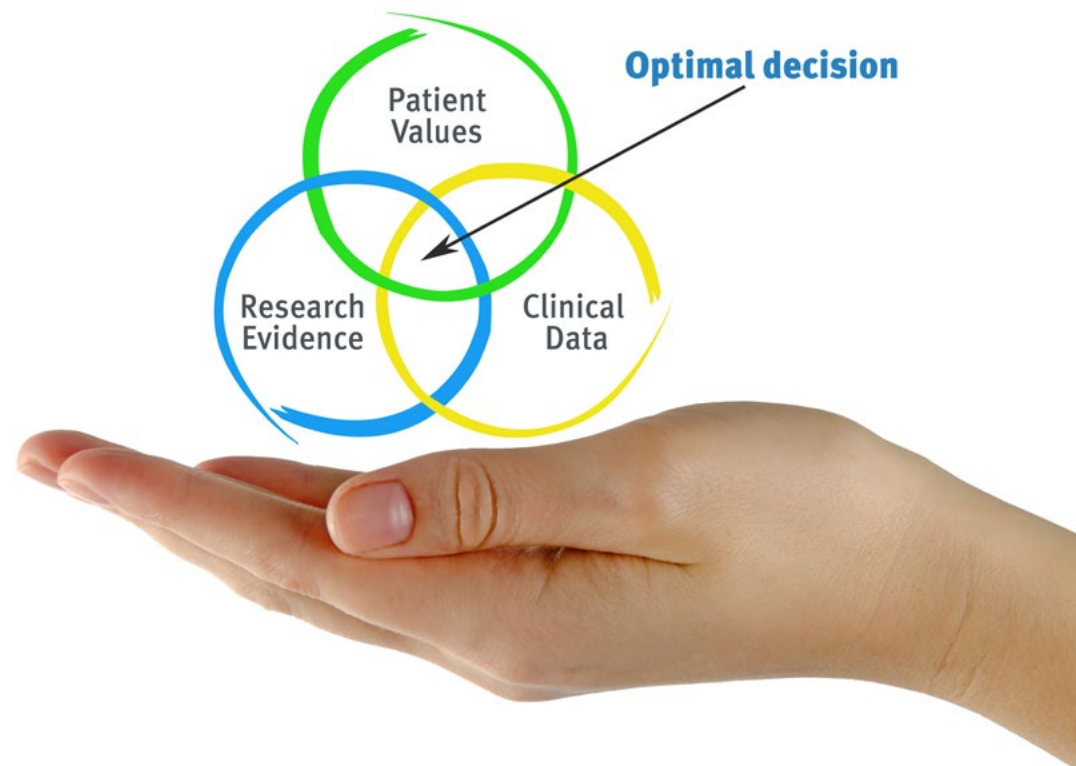 Patient
Values
Optimal decision
Research
Evidence
Clinical
Data